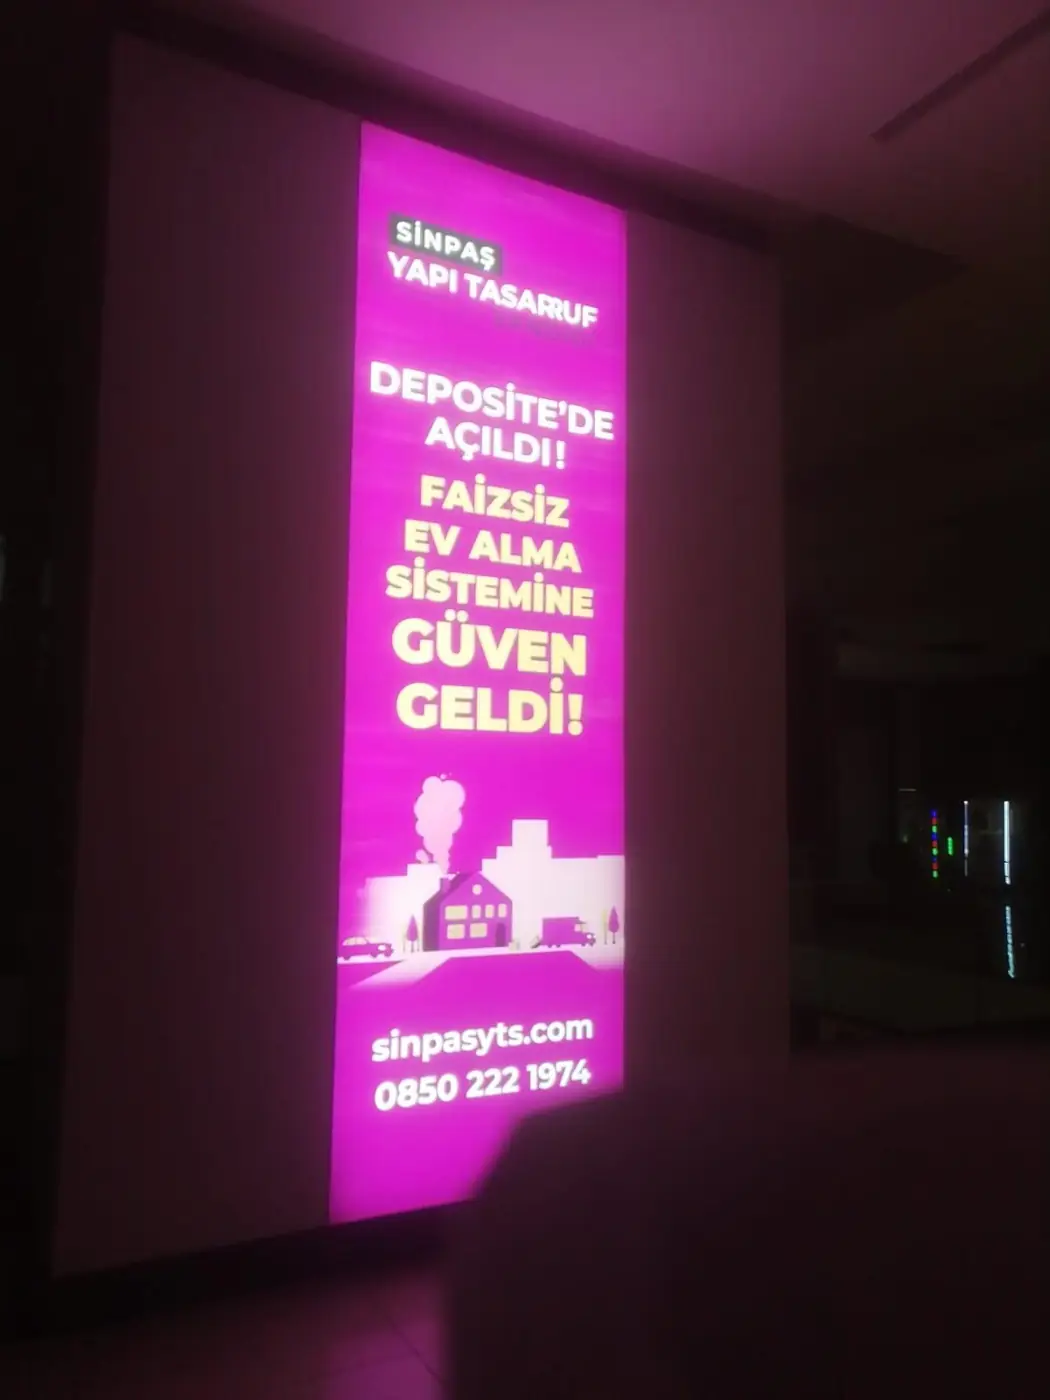 SİNPAŞ
YAPI TASARRUF
DEPOSİTE'DE
AÇILDI!
FAİZSİZ
EV ALMA
SİSTEMİNE
GÜVEN
GELDİ!
sinpasyts.com
0850 222 1974